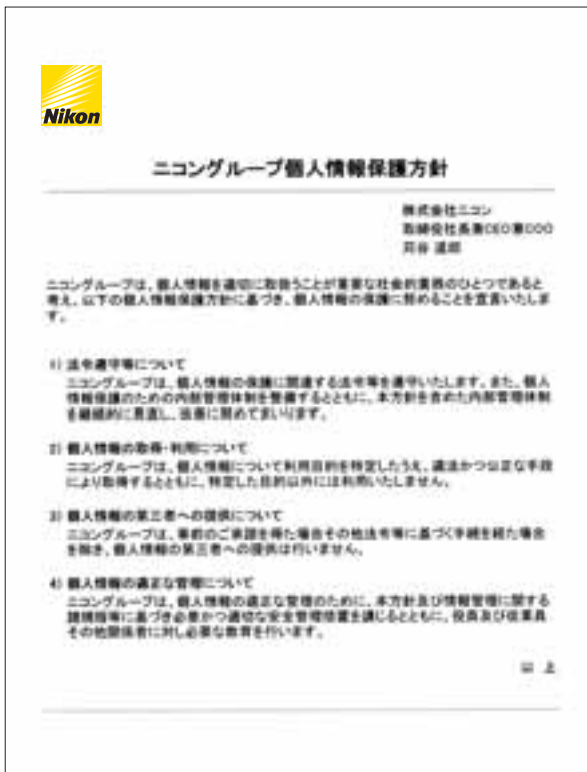 Nikon
ニコングループ個人情報保護方針
株式会社ニコン
取締役社長兼CEO兼COO
苅谷 道郎
ニコングループは、個人情報を適切に取扱うことが重要な社会的責務のひとつであると
考え、以下の個人情報保護方針に基づき、個人情報の保護に努めることを宣言いたしま
す。
1) 法令遵守等について
ニコングループは、個人情報の保護に関連する法令等を遵守いたします。また、個人
情報保護のための内部管理体制を整備するとともに、本方針を含めた内部管理体制
を継続的に見直し、改善に努めてまいります。
2) 個人情報の取得・利用について
ニコングループは、個人情報について利用目的を特定したうえ、適法かつ公正な手段
により取得するとともに、特定した目的以外には利用いたしません。
3) 個人情報の第三者への提供について
ニコングループは、事前のご承諾を得た場合その他法令等に基づく手続を経た場合
を除き、個人情報の第三者への提供は行いません。
4) 個人情報の適正な管理について
ニコングループは、個人情報の適正な管理のために、本方針及び情報管理に関する
諸規程等に基づき必要かつ適切な安全管理措置を講じるとともに、役員及び従業員
その他関係者に対し必要な教育を行います。
以 上